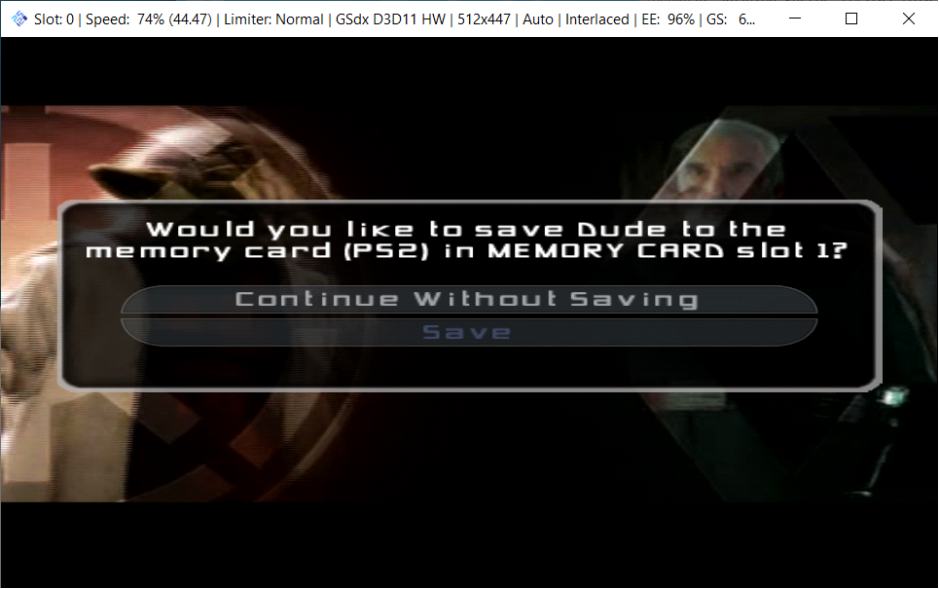 Slot: 0 | Speed: 74% (44.47) | Limiter: Normal | GSdx D3D11 HW | 512x447 | Auto | Interlaced | EE: 96% | GS: 6...
Would you like to save Dude to the
memory card (PS2) in MEMORY CARD slot 1?
Continue Without Saving
Save